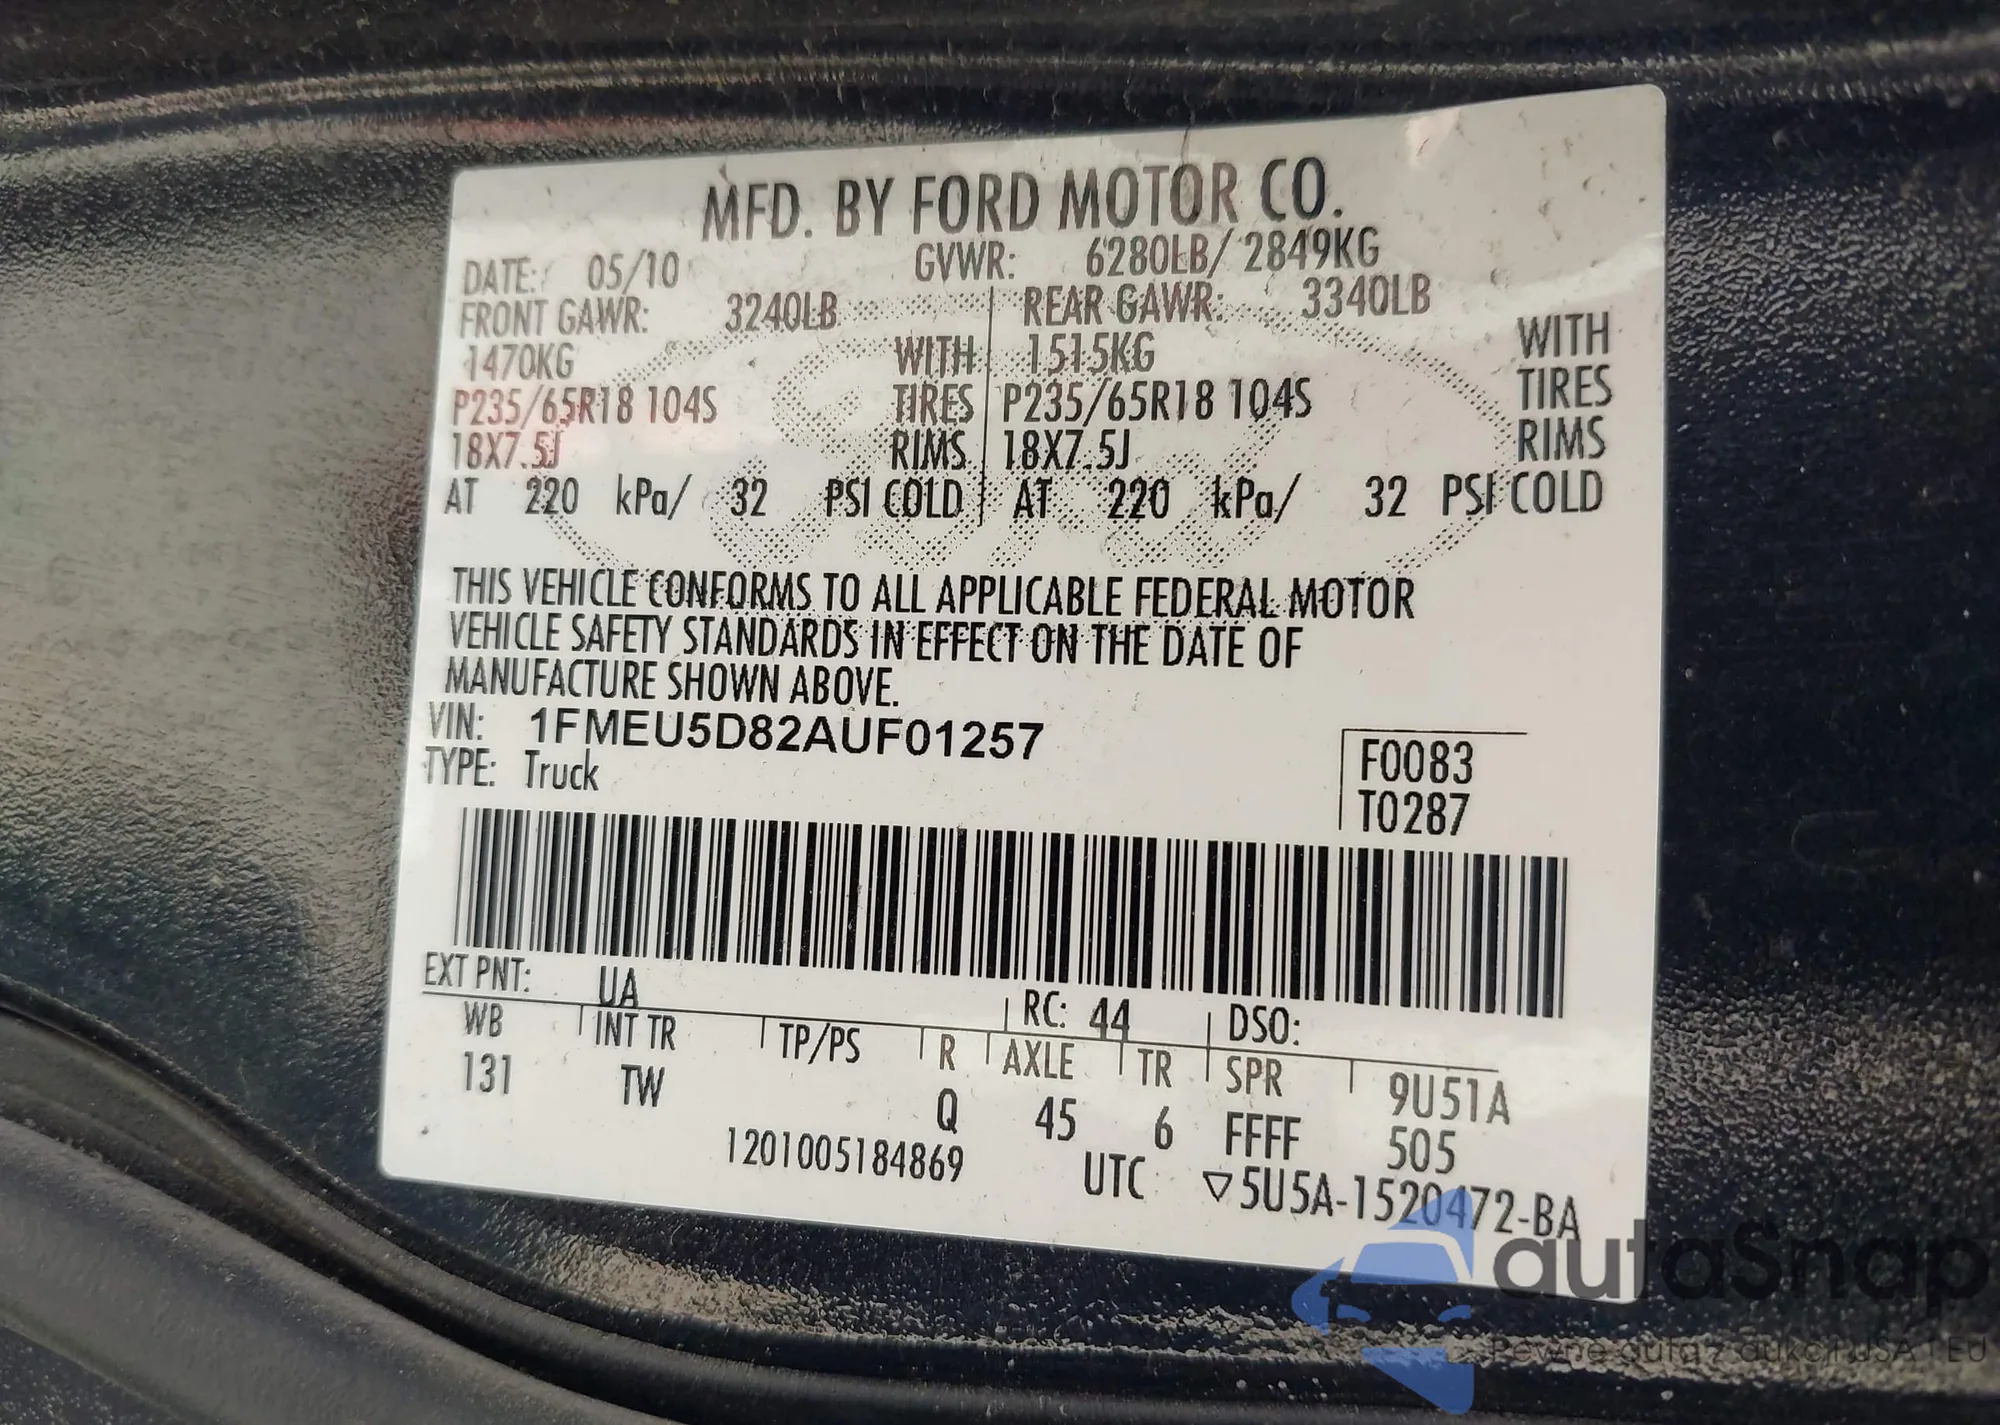 MFD. BY FORD MOTOR CO.
DATE: 05/10 GVWR: 6280LB/ 2849KG
FRONT GAWR: 3240LB REAR GAWR: 3340LB
1470KG WITH 1515KG WITH
P235/65R18 104S TIRES P235/65R18 104S TIRES
18X7.5J RIMS 18X7.5J RIMS
AT 220 kPa/ 32 PSI COLD AT 220 kPa/ 32 PSI COLD
THIS VEHICLE CONFORMS TO ALL APPLICABLE FEDERAL MOTOR
VEHICLE SAFETY STANDARDS IN EFFECT ON THE DATE OF
MANUFACTURE SHOWN ABOVE.
VIN: 1FMEU5D82AUF01257
TYPE: Truck
F0083
T0287
EXT PNT: UA RC: 44 DSO:
WB INT TR TP/PS R AXLE TR SPR 9U51A
131 TW Q 45 6 FFFF 505
1201005184869 UTC ▽5U5A-1520472-BA
autoSnap
Pewne auta z aukcji USA i EU